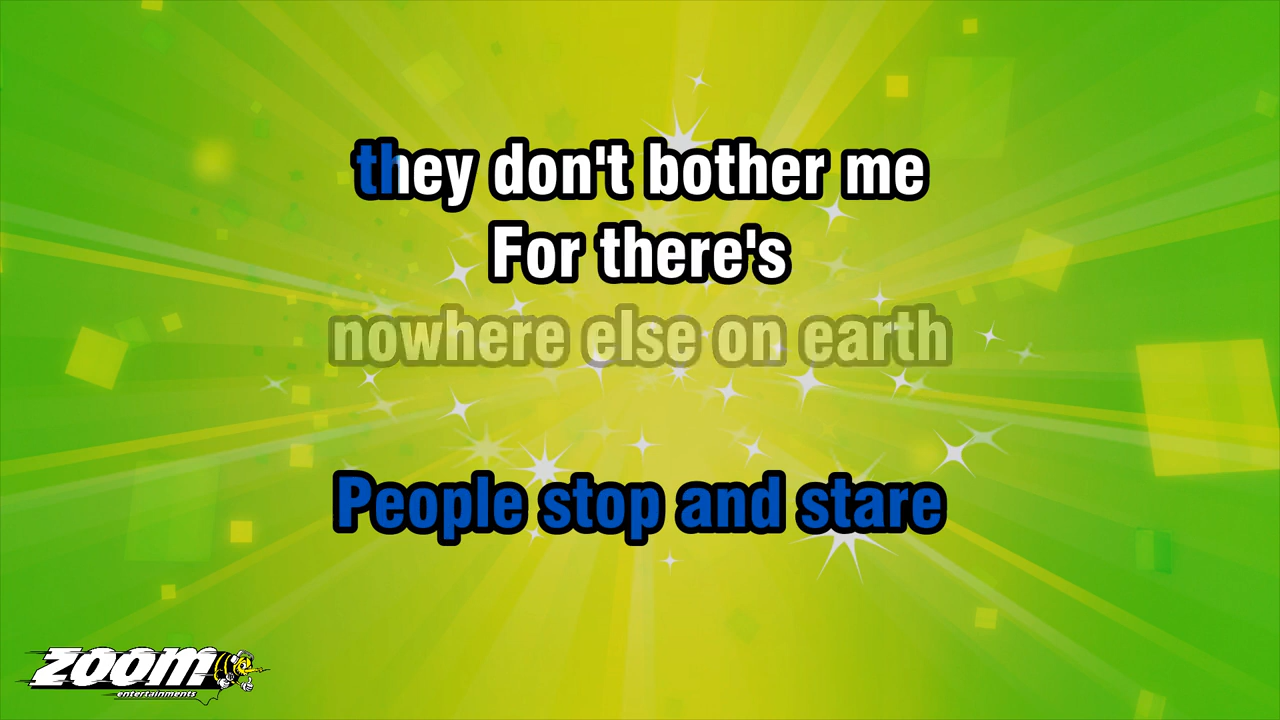 they don't bother me
For there's
nowhere else on earth
People stop and stare
zoom
entertainments